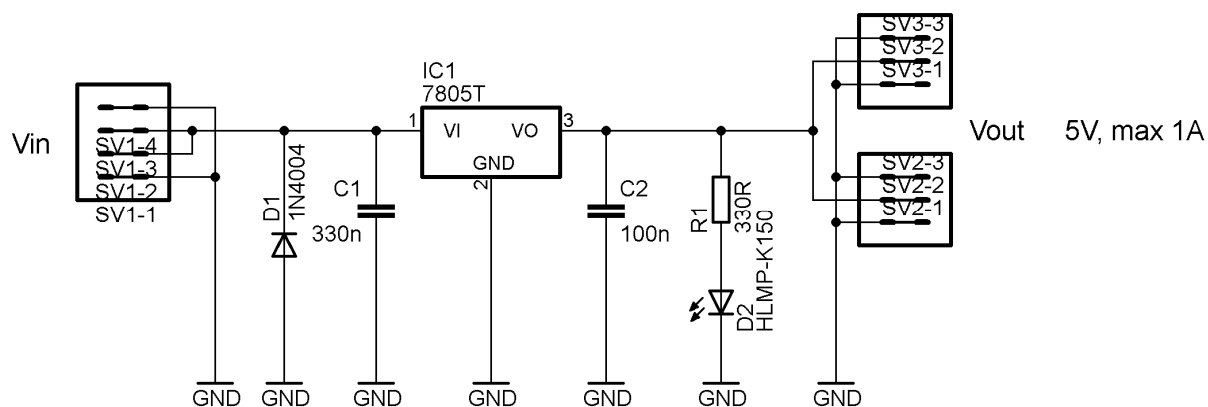 Vin
SV1-4
SV1-3
SV1-2
SV1-1
GND
D1
1N4004
GND
C1
330n
GND
IC1
7805T
1
VI
VO
3
GND
2
GND
C2
100n
GND
R1
330R
D2
HLMP-K150
GND
SV3-3
SV3-2
SV3-1
SV2-3
SV2-2
SV2-1
GND
Vout 5V, max 1A